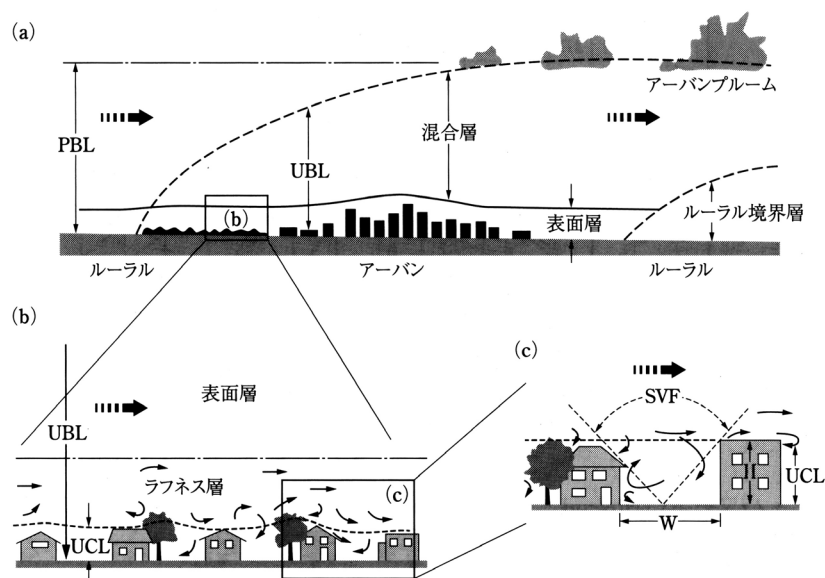 (a)
アーバンプルーム
PBL
混合層
UBL
(b)
表面層
ルーラル境界層
ルーラル
アーバン
ルーラル
(b)
表面層
UBL
ラフネス層
(c)
UCL
(c)
SVF
H
UCL
W